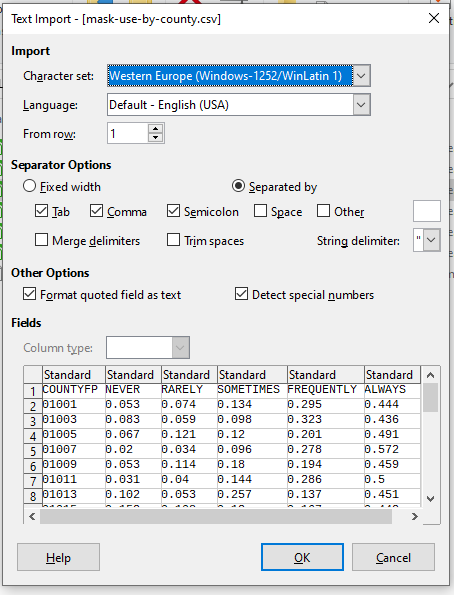 Text Import - [mask-use-by-county.csv]
Import
Character set: Western Europe (Windows-1252/WinLatin 1)
Language: Default - English (USA)
From row: 1
Separator Options
Fixed width Separated by
Tab Comma Semicolon Space Other
Merge delimiters Trim spaces String delimiter: "
Other Options
Format quoted field as text Detect special numbers
Fields
Column type:
Standard Standard Standard Standard Standard Standard
1 COUNTYFP NEVER RARELY SOMETIMES FREQUENTLY ALWAYS
2 01001 0.053 0.074 0.134 0.295 0.444
3 01003 0.083 0.059 0.098 0.323 0.436
4 01005 0.067 0.121 0.12 0.201 0.491
5 01007 0.02 0.034 0.096 0.278 0.572
6 01009 0.053 0.114 0.18 0.194 0.459
7 01011 0.031 0.04 0.144 0.286 0.5
8 01013 0.102 0.053 0.257 0.137 0.451
Help OK Cancel